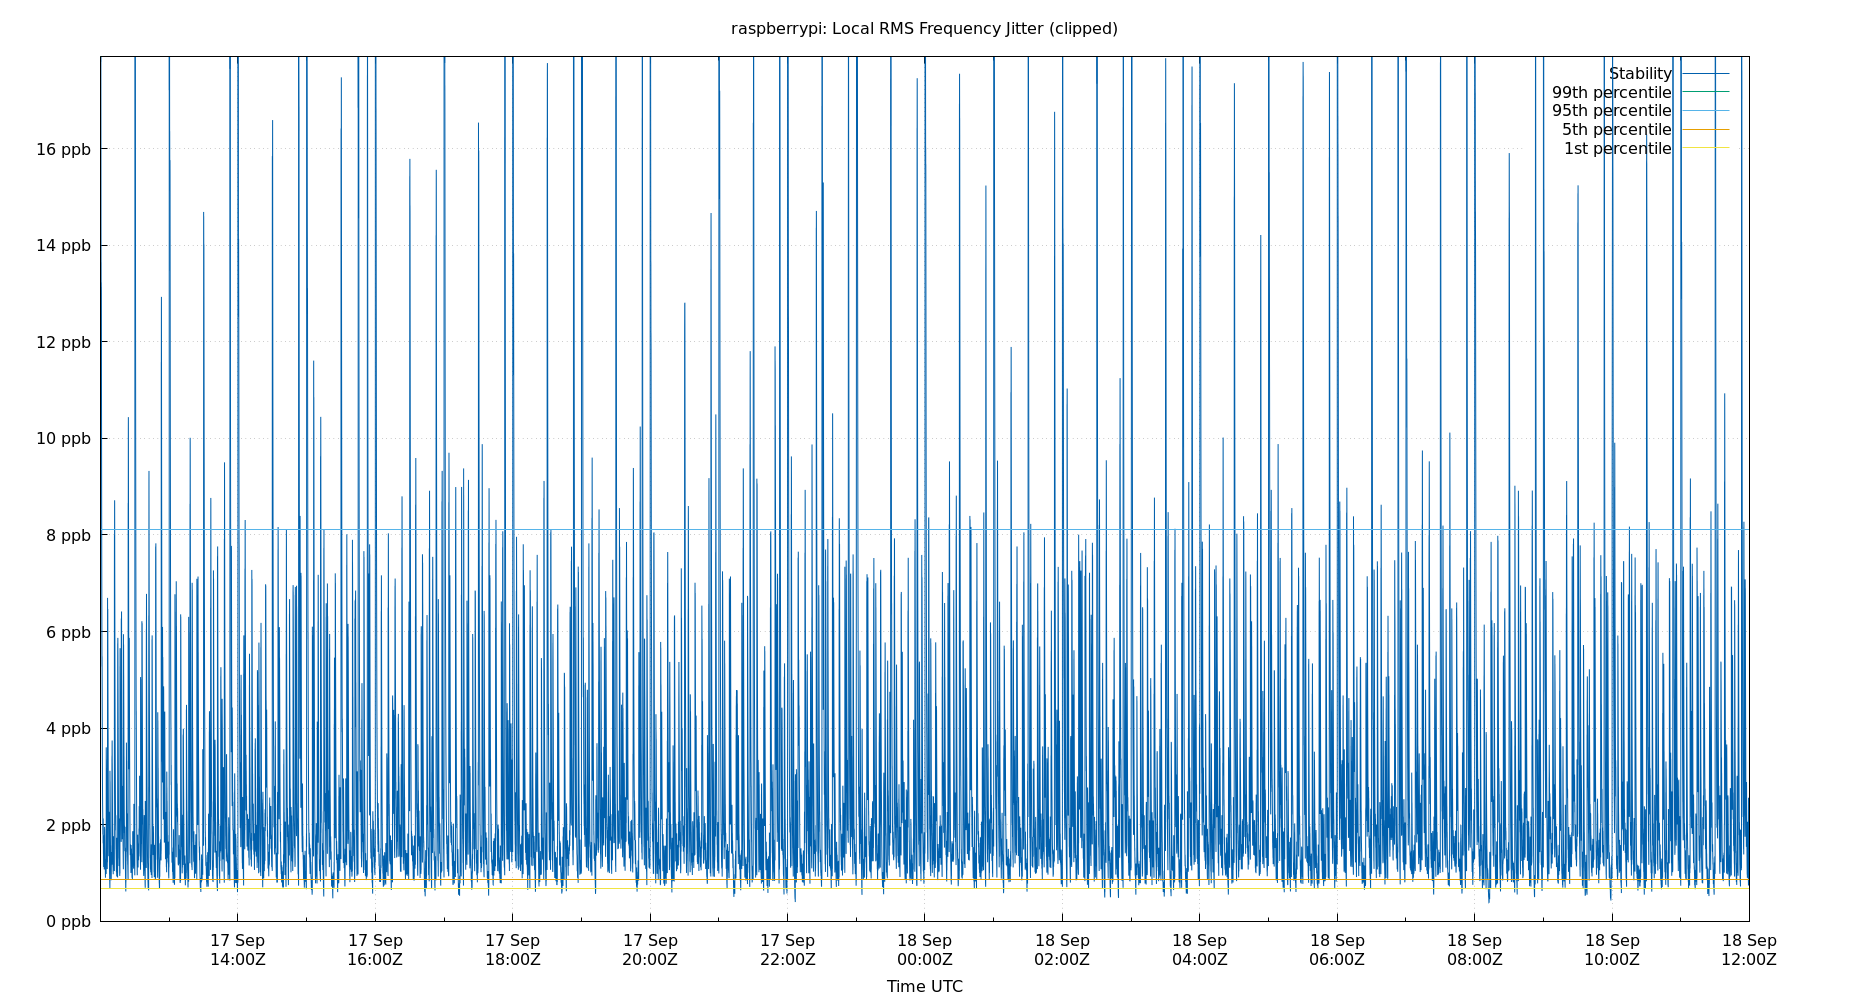 raspberrypi: Local RMS Frequency Jitter (clipped)
Stability
99th percentile
95th percentile
5th percentile
1st percentile
16 ppb
14 ppb
12 ppb
10 ppb
8 ppb
6 ppb
4 ppb
2 ppb
0 ppb
17 Sep 17 Sep 17 Sep 17 Sep 17 Sep 18 Sep 18 Sep 18 Sep 18 Sep 18 Sep 18 Sep 18 Sep
14:00Z 16:00Z 18:00Z 20:00Z 22:00Z 00:00Z 02:00Z 04:00Z 06:00Z 08:00Z 10:00Z 12:00Z
Time UTC